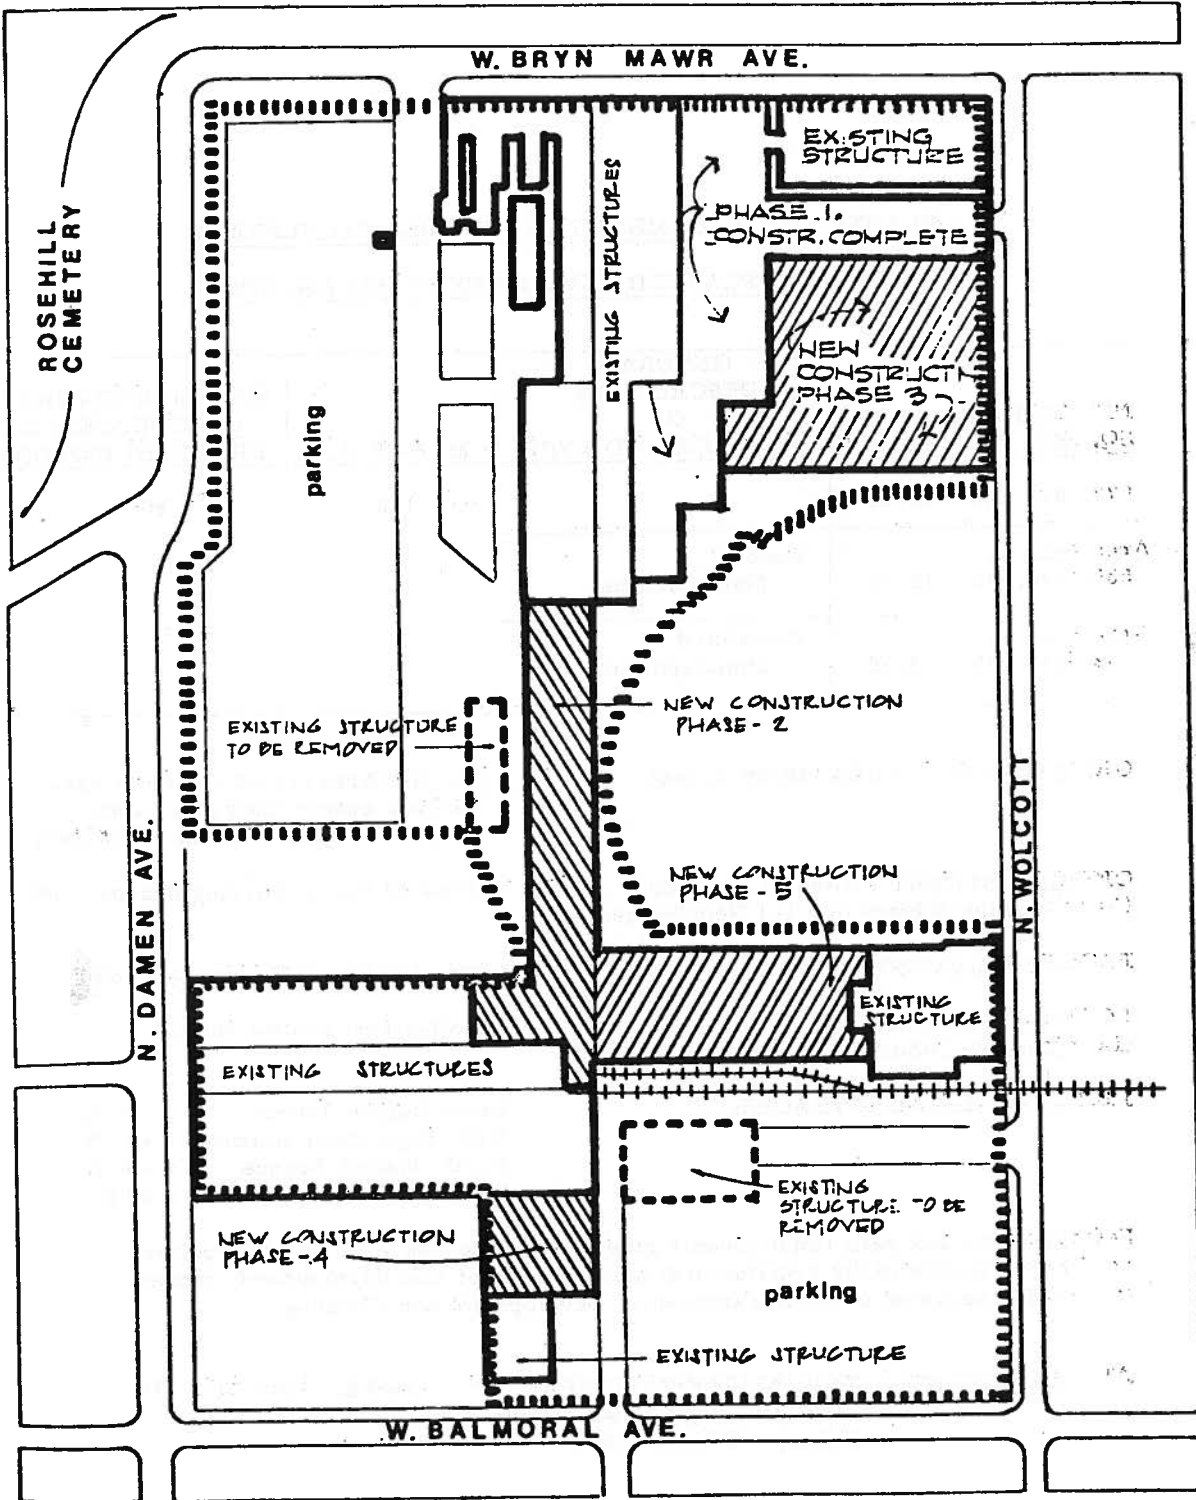 W. BRYN MAWR AVE.
ROSEHILL
CEMETERY
EXISTING
STRUCTURE
EXISTING STRUCTURES
PHASE 1.
CONSTR. COMPLETE
NEW
CONSTRUCTN
PHASE 3
parking
NEW CONSTRUCTION
PHASE - 2
EXISTING STRUCTURE
TO BE REMOVED
N. WOLCOTT
N. DAMEN AVE.
NEW CONSTRUCTION
PHASE - 5
EXISTING
STRUCTURE
EXISTING STRUCTURES
EXISTING
STRUCTURE TO BE
REMOVED
NEW CONSTRUCTION
PHASE - 4
parking
EXISTING STRUCTURE
W. BALMORAL AVE.